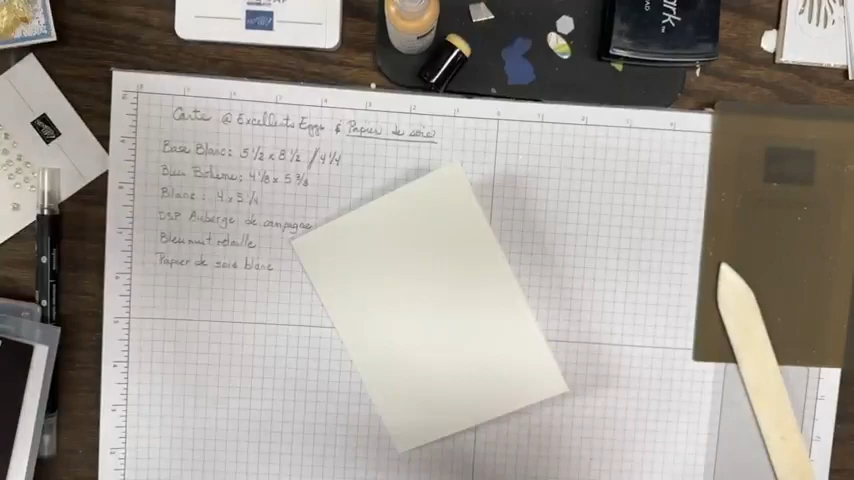 Carte @ Excellents Eggs & Papier de soie
Base Blanc: 5 1/2 x 8 1/2 / 4 1/4
Bleu Bohème: 4 1/8 x 5 3/8
Blanc: 4 x 5 1/4
DSP Auberge de campagne
Bleu nuit retaille
Papier de soie blanc